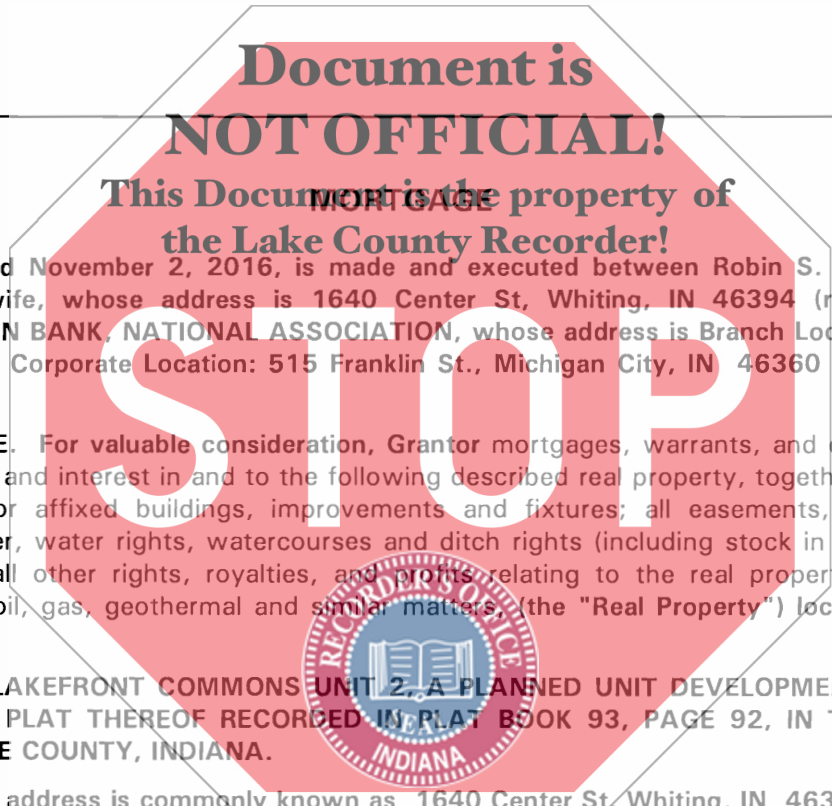 Document is
NOT OFFICIAL!
This Document is the property of
MORTGAGE
the Lake County Recorder!
d November 2, 2016, is made and executed between Robin S.
ife, whose address is 1640 Center St, Whiting, IN 46394
N BANK, NATIONAL ASSOCIATION, whose address is Branch Loc
Corporate Location: 515 Franklin St., Michigan City, IN 46360
STOP
E. For valuable consideration, Grantor mortgages, warrants, and
and interest in and to the following described real property, togeth
or affixed buildings, improvements and fixtures; all easements,
er, water rights, watercourses and ditch rights (including stock in
all other rights, royalties, and profits relating to the real proper
oil, gas, geothermal and similar matters, (the "Real Property") loc
RECORDER'S OFFICE
LAKEFRONT COMMONS UNIT 2, A PLANNED UNIT DEVELOPME
PLAT THEREOF RECORDED IN PLAT BOOK 93, PAGE 92, IN
SEAL
E COUNTY, INDIANA.
INDIANA
address is commonly known as 1640 Center St, Whiting, IN 463